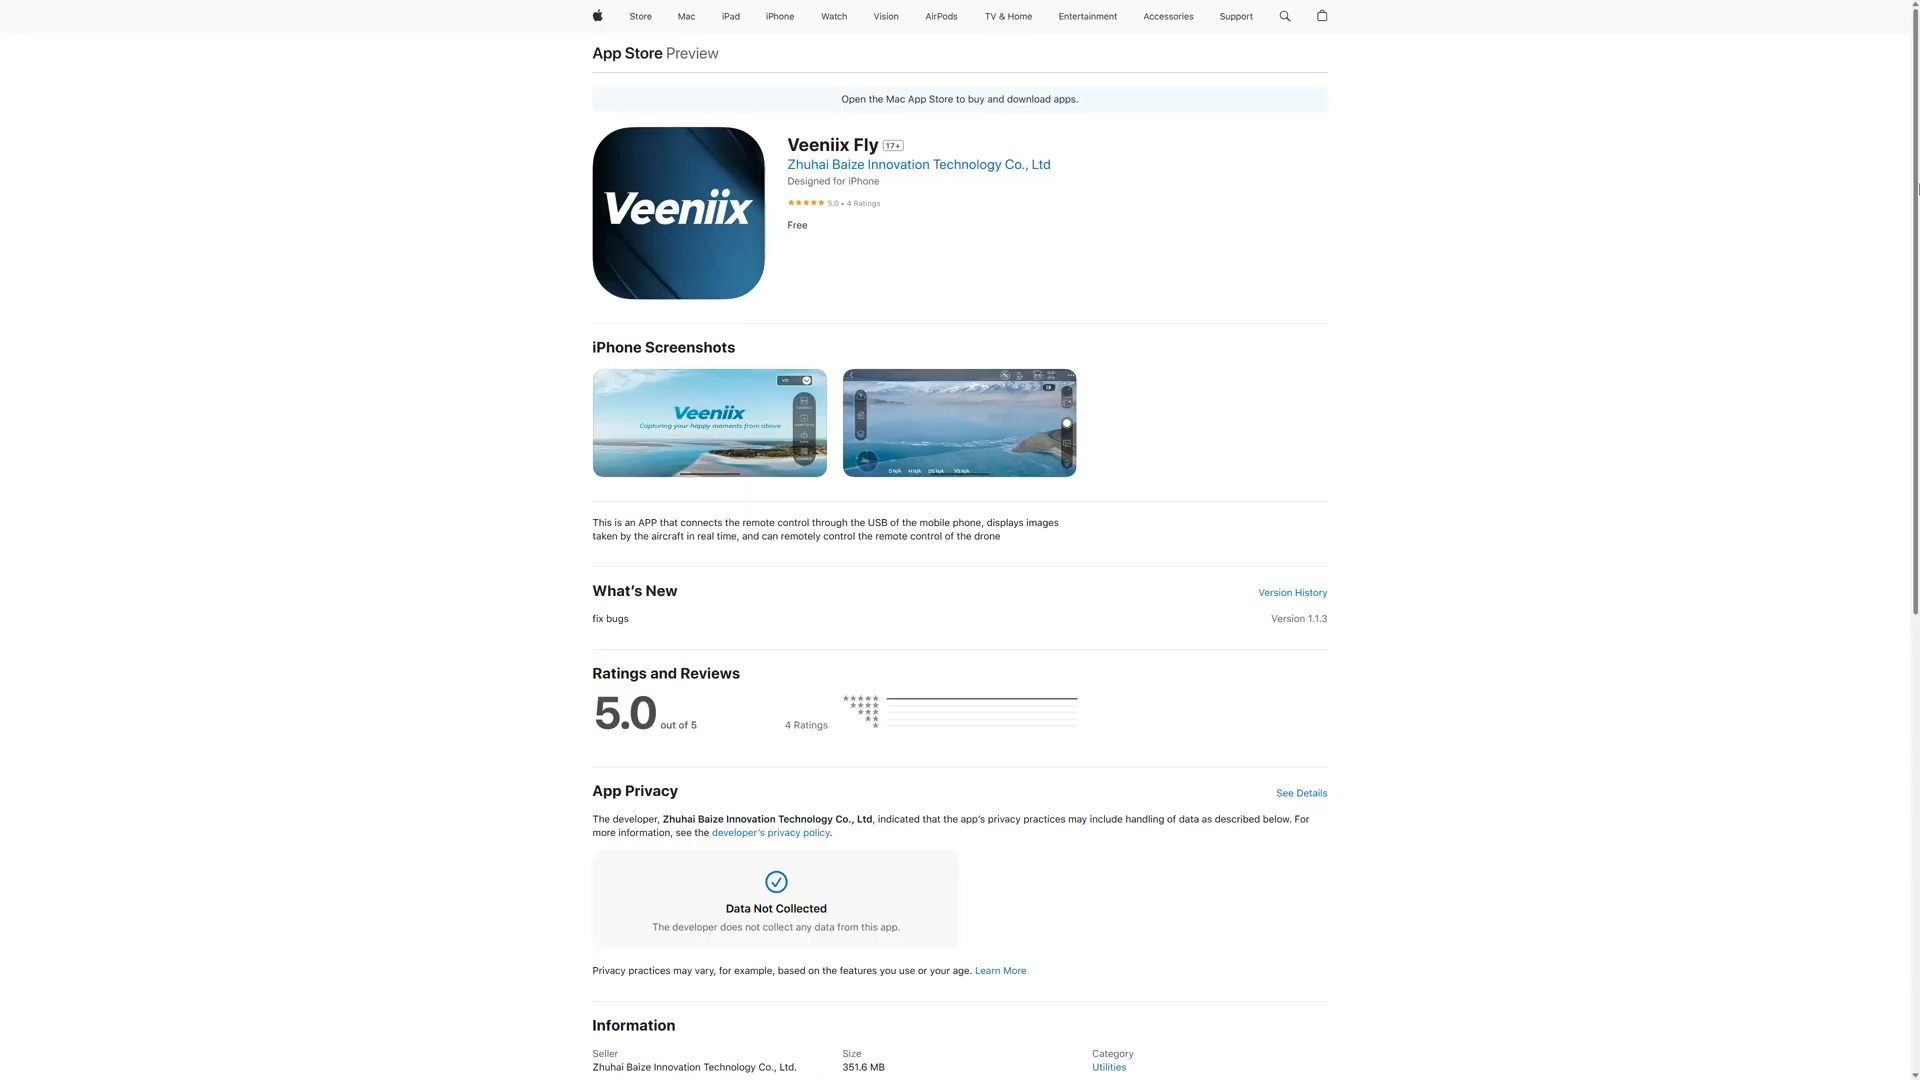 Store Mac iPad iPhone Watch Vision AirPods TV & Home Entertainment Accessories Support
App Store Preview
Open the Mac App Store to buy and download apps.
Veeniix
Veeniix Fly 17+
Zhuhai Baize Innovation Technology Co., Ltd
Designed for iPhone
★★★★★ 5.0 • 4 Ratings
Free
iPhone Screenshots
Veeniix
Capturing your happy moments from above
D N/A H N/A DS N/A VS N/A
This is an APP that connects the remote control through the USB of the mobile phone, displays images
taken by the aircraft in real time, and can remotely control the remote control of the drone
What's New
Version History
fix bugs
Version 1.1.3
Ratings and Reviews
5.0 out of 5
4 Ratings
App Privacy
See Details
The developer, Zhuhai Baize Innovation Technology Co., Ltd, indicated that the app's privacy practices may include handling of data as described below. For
more information, see the developer's privacy policy.
Data Not Collected
The developer does not collect any data from this app.
Privacy practices may vary, for example, based on the features you use or your age. Learn More
Information
Seller
Zhuhai Baize Innovation Technology Co., Ltd.
Size
351.6 MB
Category
Utilities